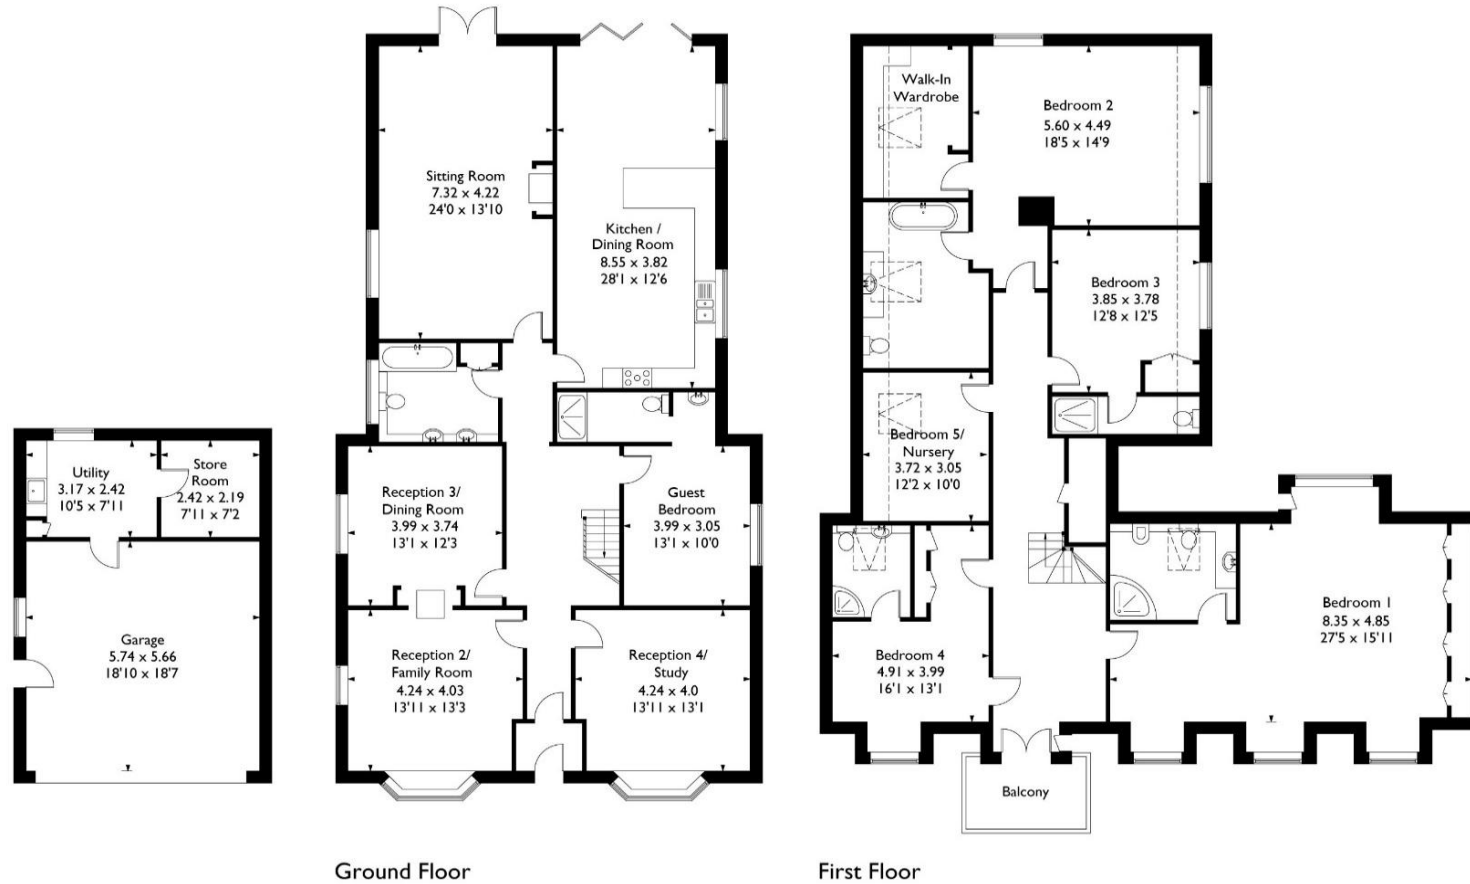 Utility
3.17 x 2.42
10'5 x 7'11
Store
Room
2.42 x 2.19
7'11 x 7'2
Garage
5.74 x 5.66
18'10 x 18'7
Sitting Room
7.32 x 4.22
24'0 x 13'10
Kitchen /
Dining Room
8.55 x 3.82
28'1 x 12'6
Reception 3/
Dining Room
3.99 x 3.74
13'1 x 12'3
Guest
Bedroom
3.99 x 3.05
13'1 x 10'0
Reception 2/
Family Room
4.24 x 4.03
13'11 x 13'3
Reception 4/
Study
4.24 x 4.0
13'11 x 13'1
Ground Floor
Walk-In
Wardrobe
Bedroom 2
5.60 x 4.49
18'5 x 14'9
Bedroom 3
3.85 x 3.78
12'8 x 12'5
Bedroom 5/
Nursery
3.72 x 3.05
12'2 x 10'0
Bedroom 4
4.91 x 3.99
16'1 x 13'1
Bedroom 1
8.35 x 4.85
27'5 x 15'11
Balcony
First Floor